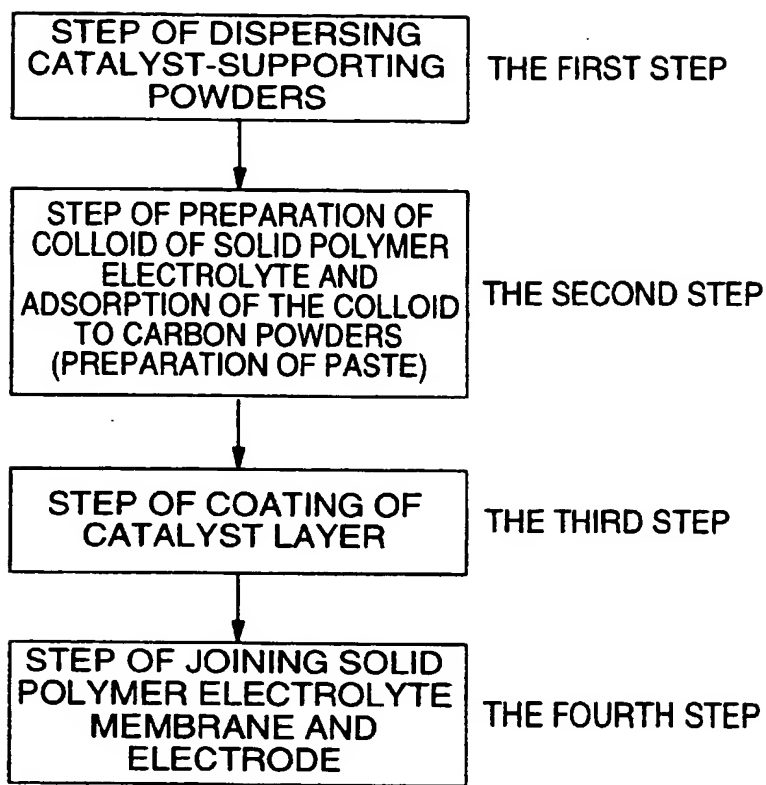 STEP OF DISPERSING
CATALYST-SUPPORTING
POWDERS
THE FIRST STEP
STEP OF PREPARATION OF
COLLOID OF SOLID POLYMER
ELECTROLYTE AND
ADSORPTION OF THE COLLOID
TO CARBON POWDERS
(PREPARATION OF PASTE)
THE SECOND STEP
STEP OF COATING OF
CATALYST LAYER
THE THIRD STEP
STEP OF JOINING SOLID
POLYMER ELECTROLYTE
MEMBRANE AND
ELECTRODE
THE FOURTH STEP